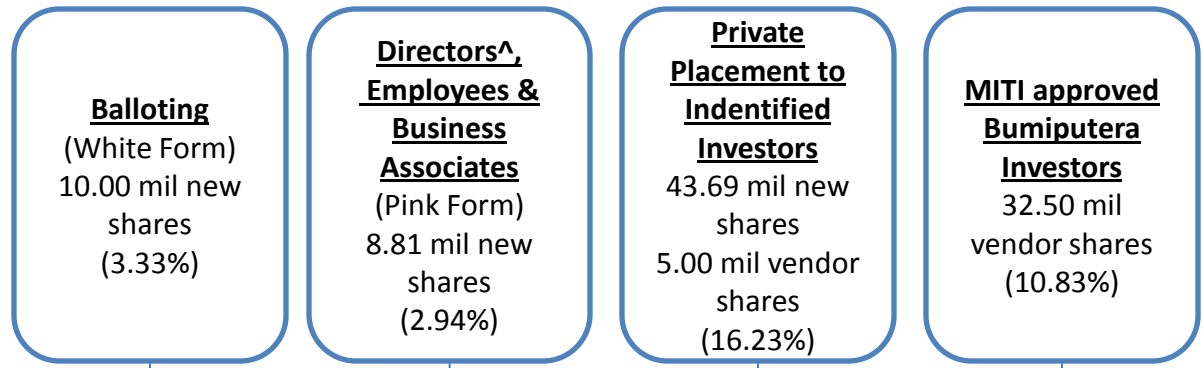 Balloting
(White Form)
10.00 mil new
shares
(3.33%)
Directors^,
Employees &
Business
Associates
(Pink Form)
8.81 mil new
shares
(2.94%)
Private
Placement to
Indentified
Investors
43.69 mil new
shares
5.00 mil vendor
shares
(16.23%)
MITI approved
Bumiputera
Investors
32.50 mil
vendor shares
(10.83%)